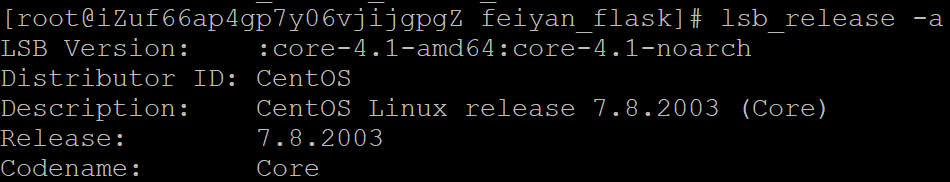 [root@iZuf66ap4gp7y06vjijgpgZ feiyan_flask]# lsb_release -a
LSB Version:    :core-4.1-amd64:core-4.1-noarch
Distributor ID: CentOS
Description:    CentOS Linux release 7.8.2003 (Core)
Release:        7.8.2003
Codename:       Core